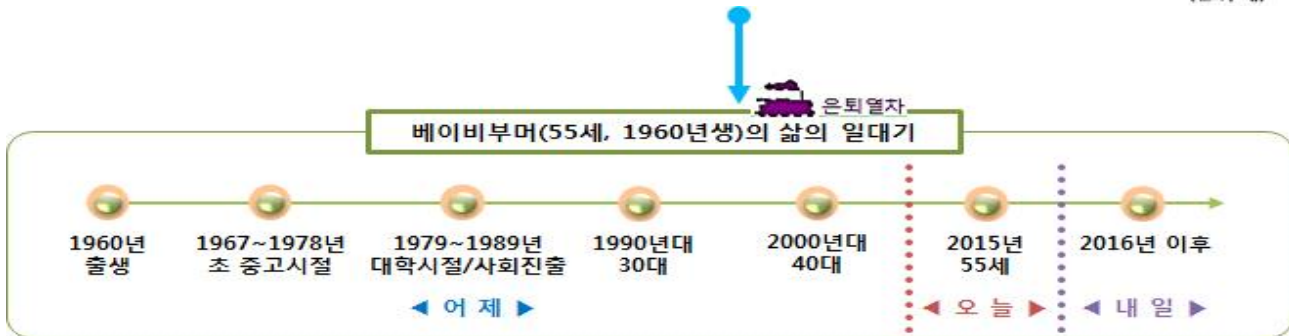 은퇴열차
베이비부머(55세, 1960년생)의 삶의 일대기
1960년
출생
1967~1978년
초 중고시절
1979~1989년
대학시절/사회진출
1990년대
30대
2000년대
40대
2015년
55세
2016년 이후
◀ 어 제 ▶
◀ 오 늘 ▶
◀ 내 일 ▶